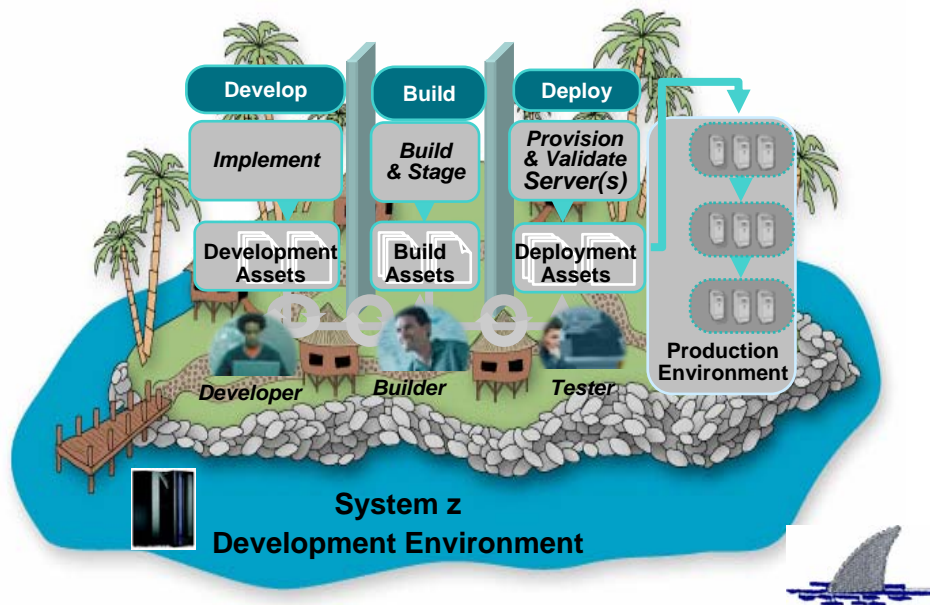 Develop
Build
Deploy
Implement
Build
& Stage
Provision
& Validate
Server(s)
Development
Assets
Build
Assets
Deployment
Assets
Production
Environment
Developer
Builder
Tester
System z
Development Environment